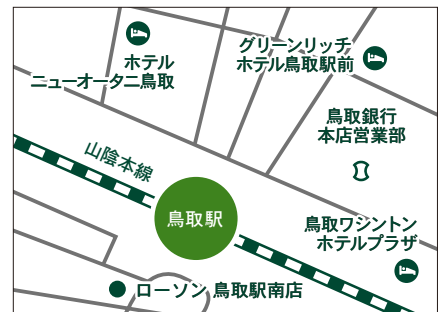 ホテル
ニューオータニ鳥取
グリーンリッチ
ホテル鳥取駅前
鳥取銀行
本店営業部
山陰本線
鳥取駅
鳥取ワシントン
ホテルプラザ
ローソン 鳥取駅南店